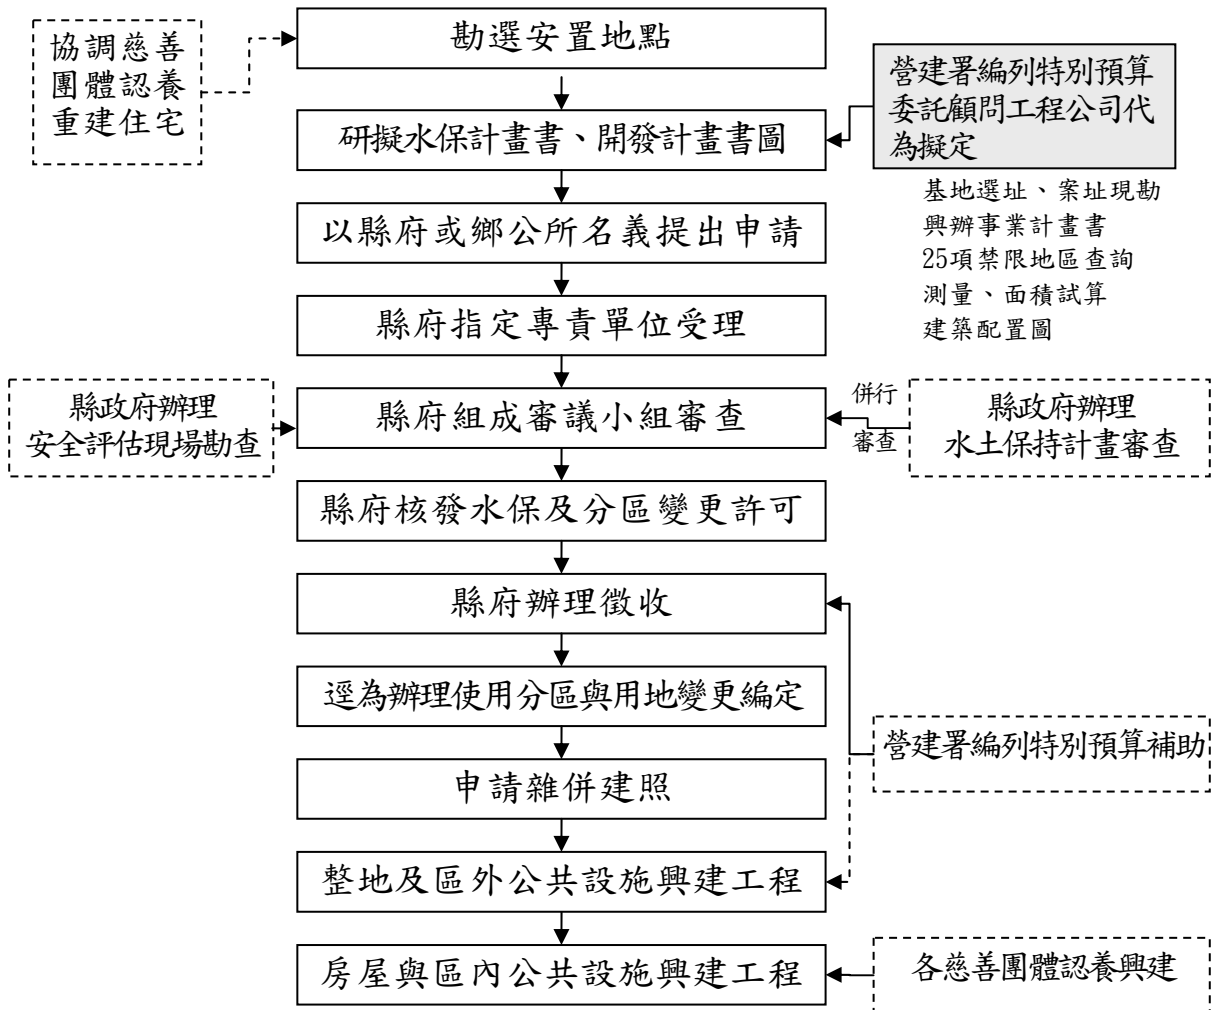 協調慈善
團體認養
重建住宅
勘選安置地點
營建署編列特別預算
委託顧問工程公司代
為擬定
研擬水保計畫書、開發計畫書圖
基地選址、案址現勘
興辦事業計畫書
25項禁限地區查詢
測量、面積試算
建築配置圖
以縣府或鄉公所名義提出申請
縣府指定專責單位受理
縣政府辦理
安全評估現場勘查
縣府組成審議小組審查
併行
審查
縣政府辦理
水土保持計畫審查
縣府核發水保及分區變更許可
縣府辦理徵收
逕為辦理使用分區與用地變更編定
營建署編列特別預算補助
申請雜併建照
整地及區外公共設施興建工程
房屋與區內公共設施興建工程
各慈善團體認養興建